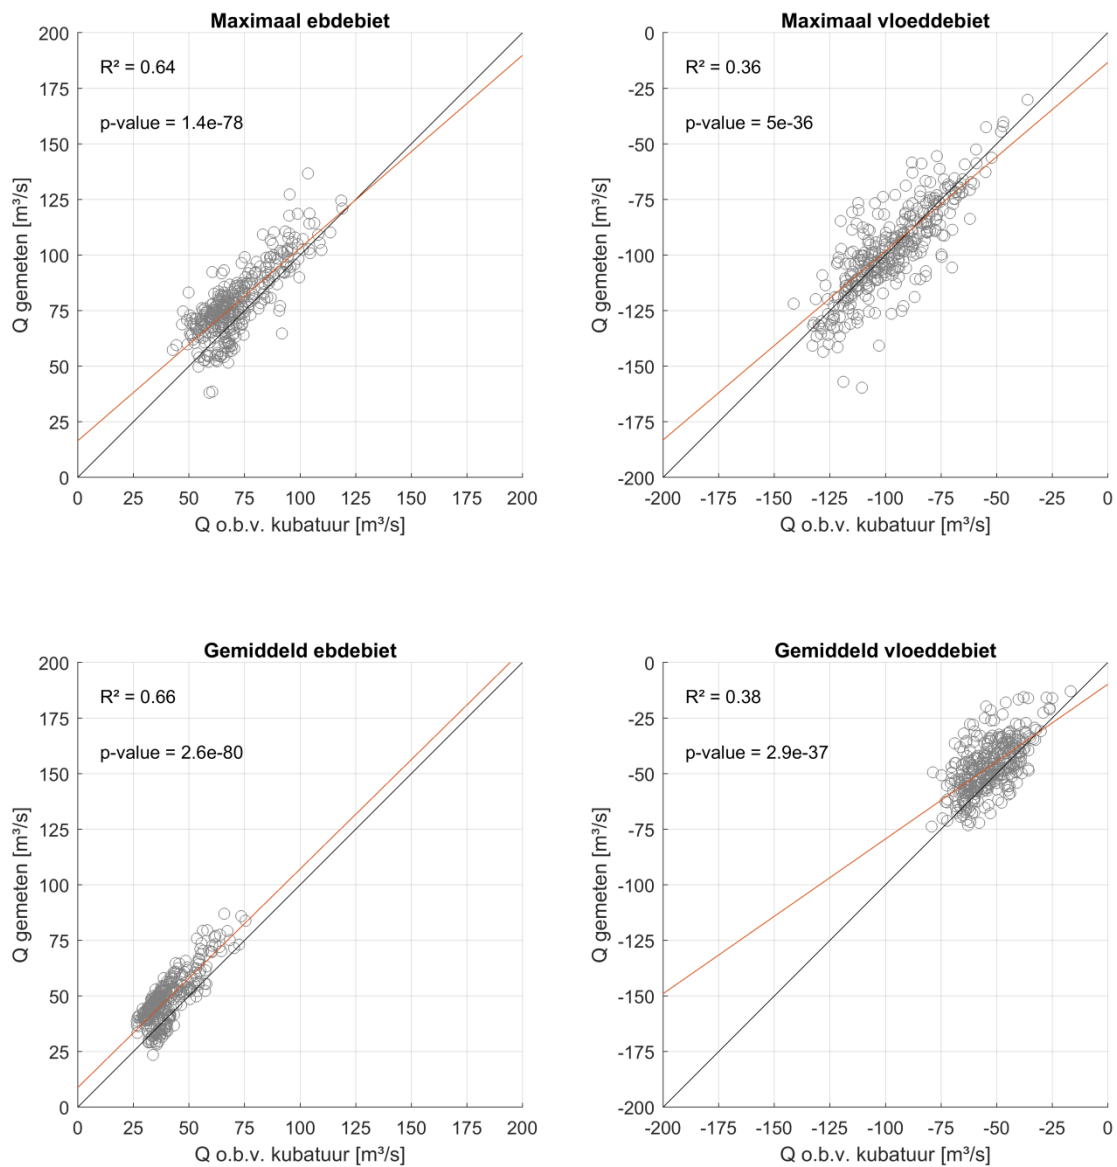 Maximaal ebdebiet
R² = 0.64
p-value = 1.4e-78
Q gemeten [m³/s]
200
175
150
125
100
75
50
25
0
0 25 50 75 100 125 150 175 200
Q o.b.v. kubatuur [m³/s]
Maximaal vloeddebiet
R² = 0.36
p-value = 5e-36
Q gemeten [m³/s]
0
-25
-50
-75
-100
-125
-150
-175
-200
-200 -175 -150 -125 -100 -75 -50 -25 0
Q o.b.v. kubatuur [m³/s]
Gemiddeld ebdebiet
R² = 0.66
p-value = 2.6e-80
Q gemeten [m³/s]
200
175
150
125
100
75
50
25
0
0 25 50 75 100 125 150 175 200
Q o.b.v. kubatuur [m³/s]
Gemiddeld vloeddebiet
R² = 0.38
p-value = 2.9e-37
Q gemeten [m³/s]
0
-25
-50
-75
-100
-125
-150
-175
-200
-200 -175 -150 -125 -100 -75 -50 -25 0
Q o.b.v. kubatuur [m³/s]